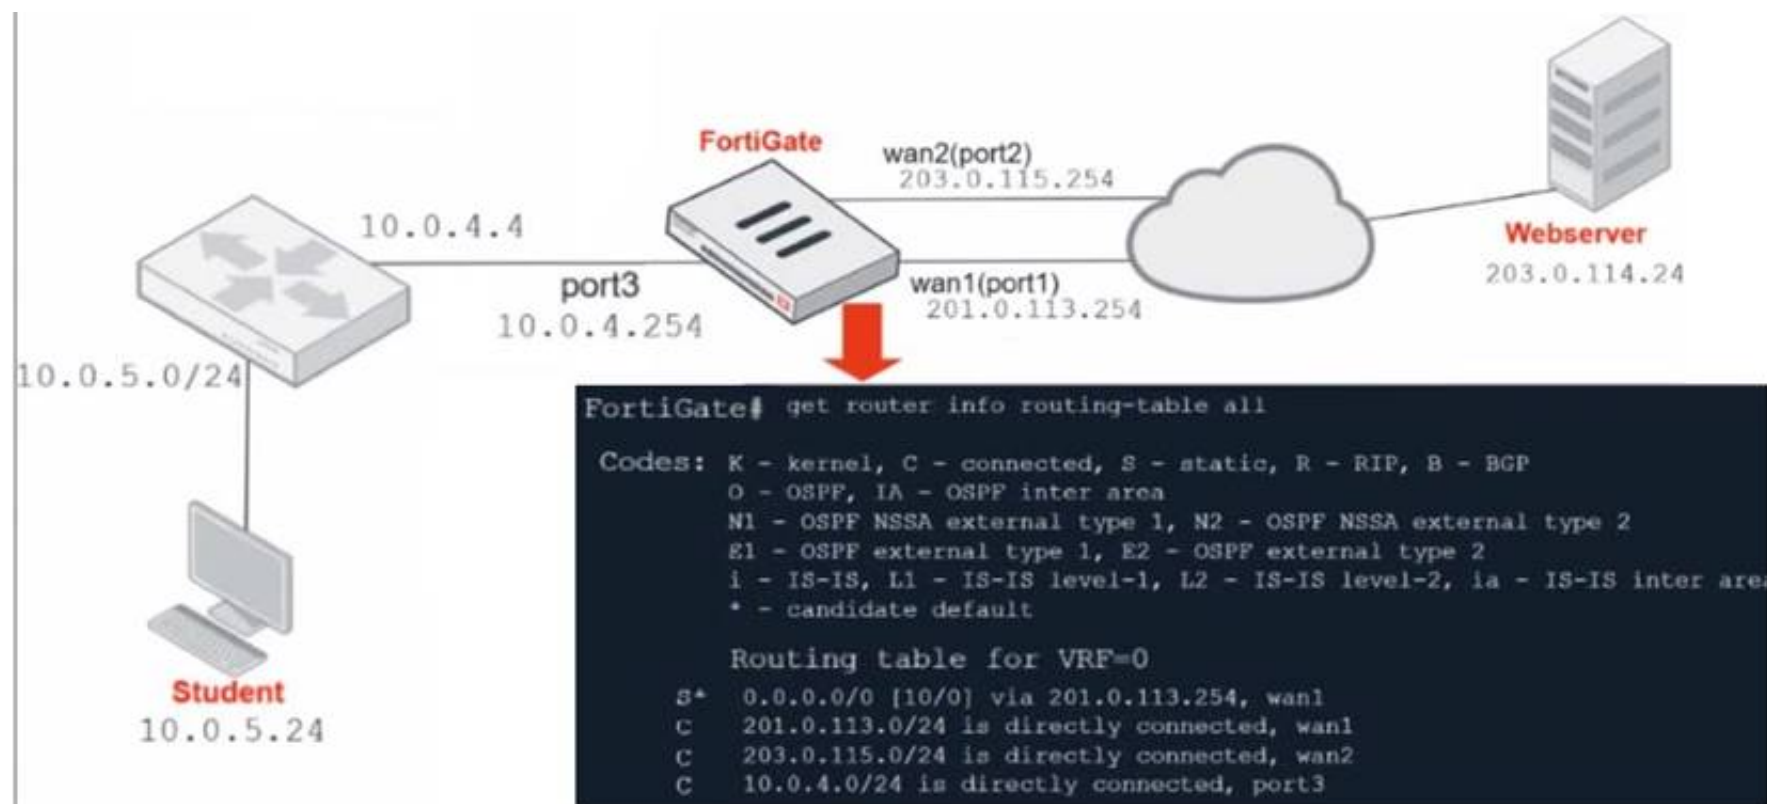 FortiGate
wan2(port2)
203.0.115.254
10.0.4.4
Webserver
203.0.114.24
port3
10.0.4.254
wan1(port1)
201.0.113.254
10.0.5.0/24
Student
10.0.5.24
FortiGate# get router info routing-table all
Codes: K - kernel, C - connected, S - static, R - RIP, B - BGP
O - OSPF, IA - OSPF inter area
N1 - OSPF NSSA external type 1, N2 - OSPF NSSA external type 2
E1 - OSPF external type 1, E2 - OSPF external type 2
i - IS-IS, L1 - IS-IS level-1, L2 - IS-IS level-2, ia - IS-IS inter area
* - candidate default
Routing table for VRF=0
S* 0.0.0.0/0 [10/0] via 201.0.113.254, wan1
C 201.0.113.0/24 is directly connected, wan1
C 203.0.115.0/24 is directly connected, wan2
C 10.0.4.0/24 is directly connected, port3